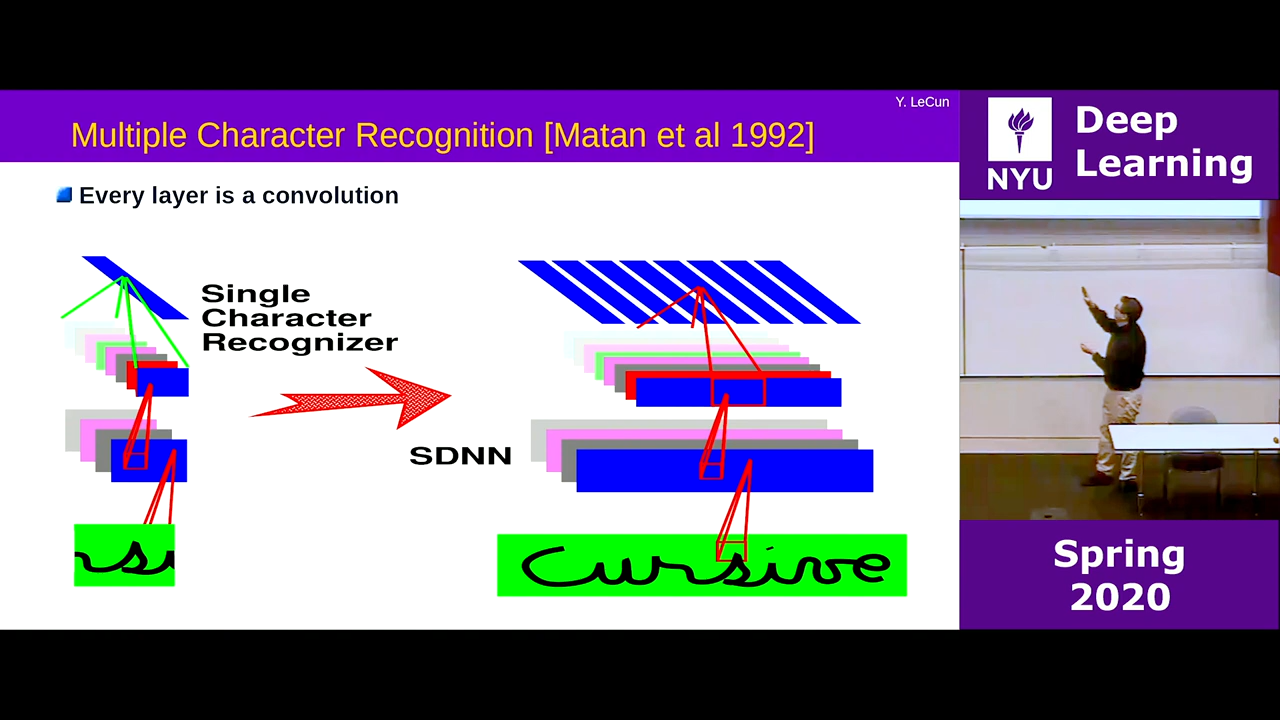 Y. LeCun
Multiple Character Recognition [Matan et al 1992]
Every layer is a convolution
Single
Character
Recognizer
SDNN
rsi
cursive
NYU
Deep
Learning
Spring
2020